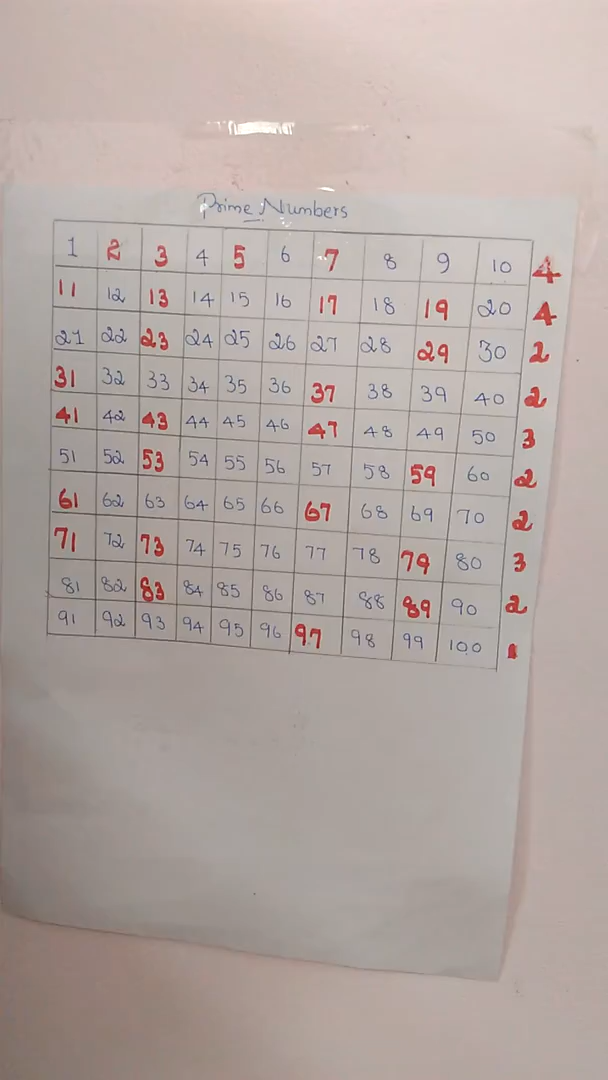 Prime Numbers
1 2 3 4 5 6 7 8 9 10 4
11 12 13 14 15 16 17 18 19 20 4
21 22 23 24 25 26 27 28 29 30 2
31 32 33 34 35 36 37 38 39 40 2
41 42 43 44 45 46 47 48 49 50 3
51 52 53 54 55 56 57 58 59 60 2
61 62 63 64 65 66 67 68 69 70 2
71 72 73 74 75 76 77 78 79 80 3
81 82 83 84 85 86 87 88 89 90 2
91 92 93 94 95 96 97 98 99 100 1